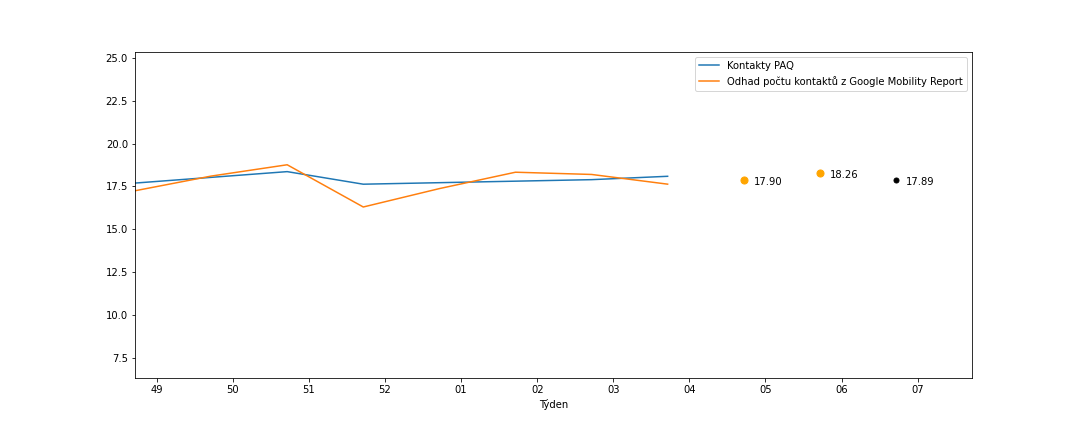 25.0
22.5
20.0
17.5
15.0
12.5
10.0
7.5
Kontakty PAQ
Odhad počtu kontaktů z Google Mobility Report
17.90
18.26
17.89
49 50 51 52 01 02 03 04 05 06 07
Týden